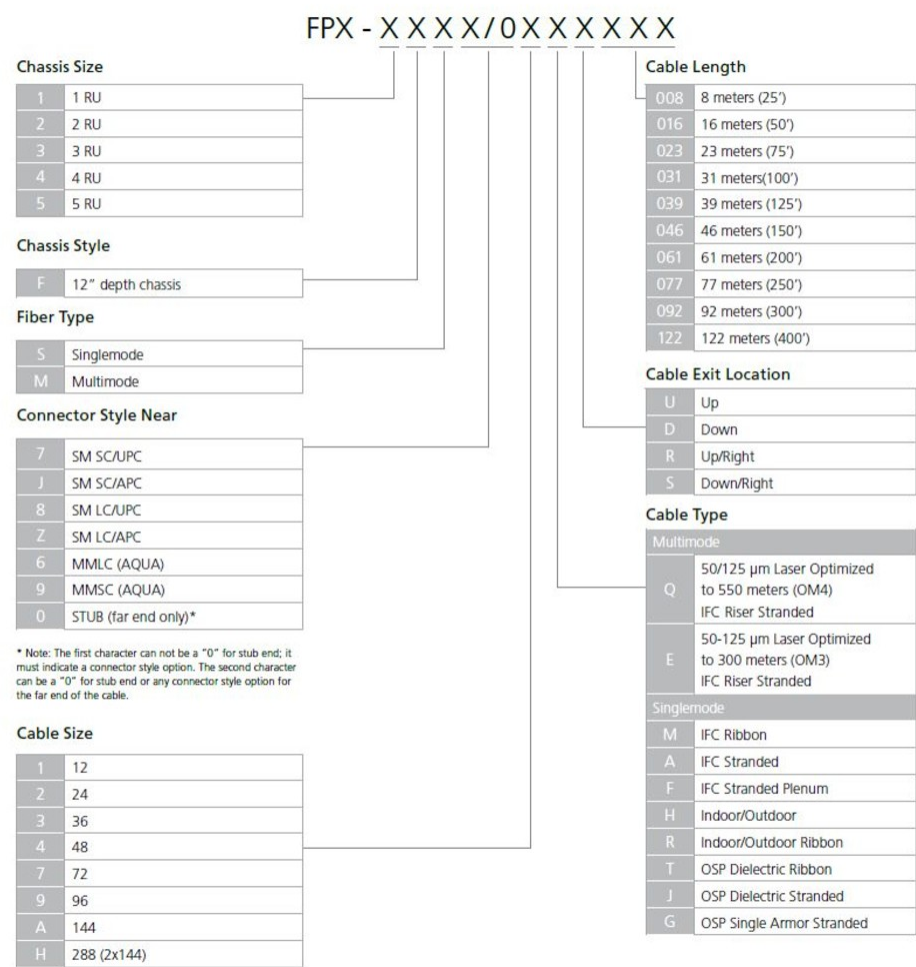 FPX - X X X X / 0 X X X X X X
Chassis Size
1 1 RU
2 2 RU
3 3 RU
4 4 RU
5 5 RU
Chassis Style
F 12” depth chassis
Fiber Type
S Singlemode
M Multimode
Connector Style Near
7 SM SC/UPC
J SM SC/APC
8 SM LC/UPC
Z SM LC/APC
6 MMLC (AQUA)
9 MMSC (AQUA)
0 STUB (far end only)*
* Note: The first character can not be a “0” for stub end; it
must indicate a connector style option. The second character
can be a “0” for stub end or any connector style option for
the far end of the cable.
Cable Size
1 12
2 24
3 36
4 48
7 72
9 96
A 144
H 288 (2x144)
Cable Length
008 8 meters (25’)
016 16 meters (50’)
023 23 meters (75’)
031 31 meters(100’)
039 39 meters (125’)
046 46 meters (150’)
061 61 meters (200’)
077 77 meters (250’)
092 92 meters (300’)
122 122 meters (400’)
Cable Exit Location
U Up
D Down
R Up/Right
S Down/Right
Cable Type
Multimode
50/125 µm Laser Optimized
Q to 550 meters (OM4)
IFC Riser Stranded
50-125 µm Laser Optimized
E to 300 meters (OM3)
IFC Riser Stranded
Singlemode
M IFC Ribbon
A IFC Stranded
F IFC Stranded Plenum
H Indoor/Outdoor
R Indoor/Outdoor Ribbon
T OSP Dielectric Ribbon
J OSP Dielectric Stranded
G OSP Single Armor Stranded